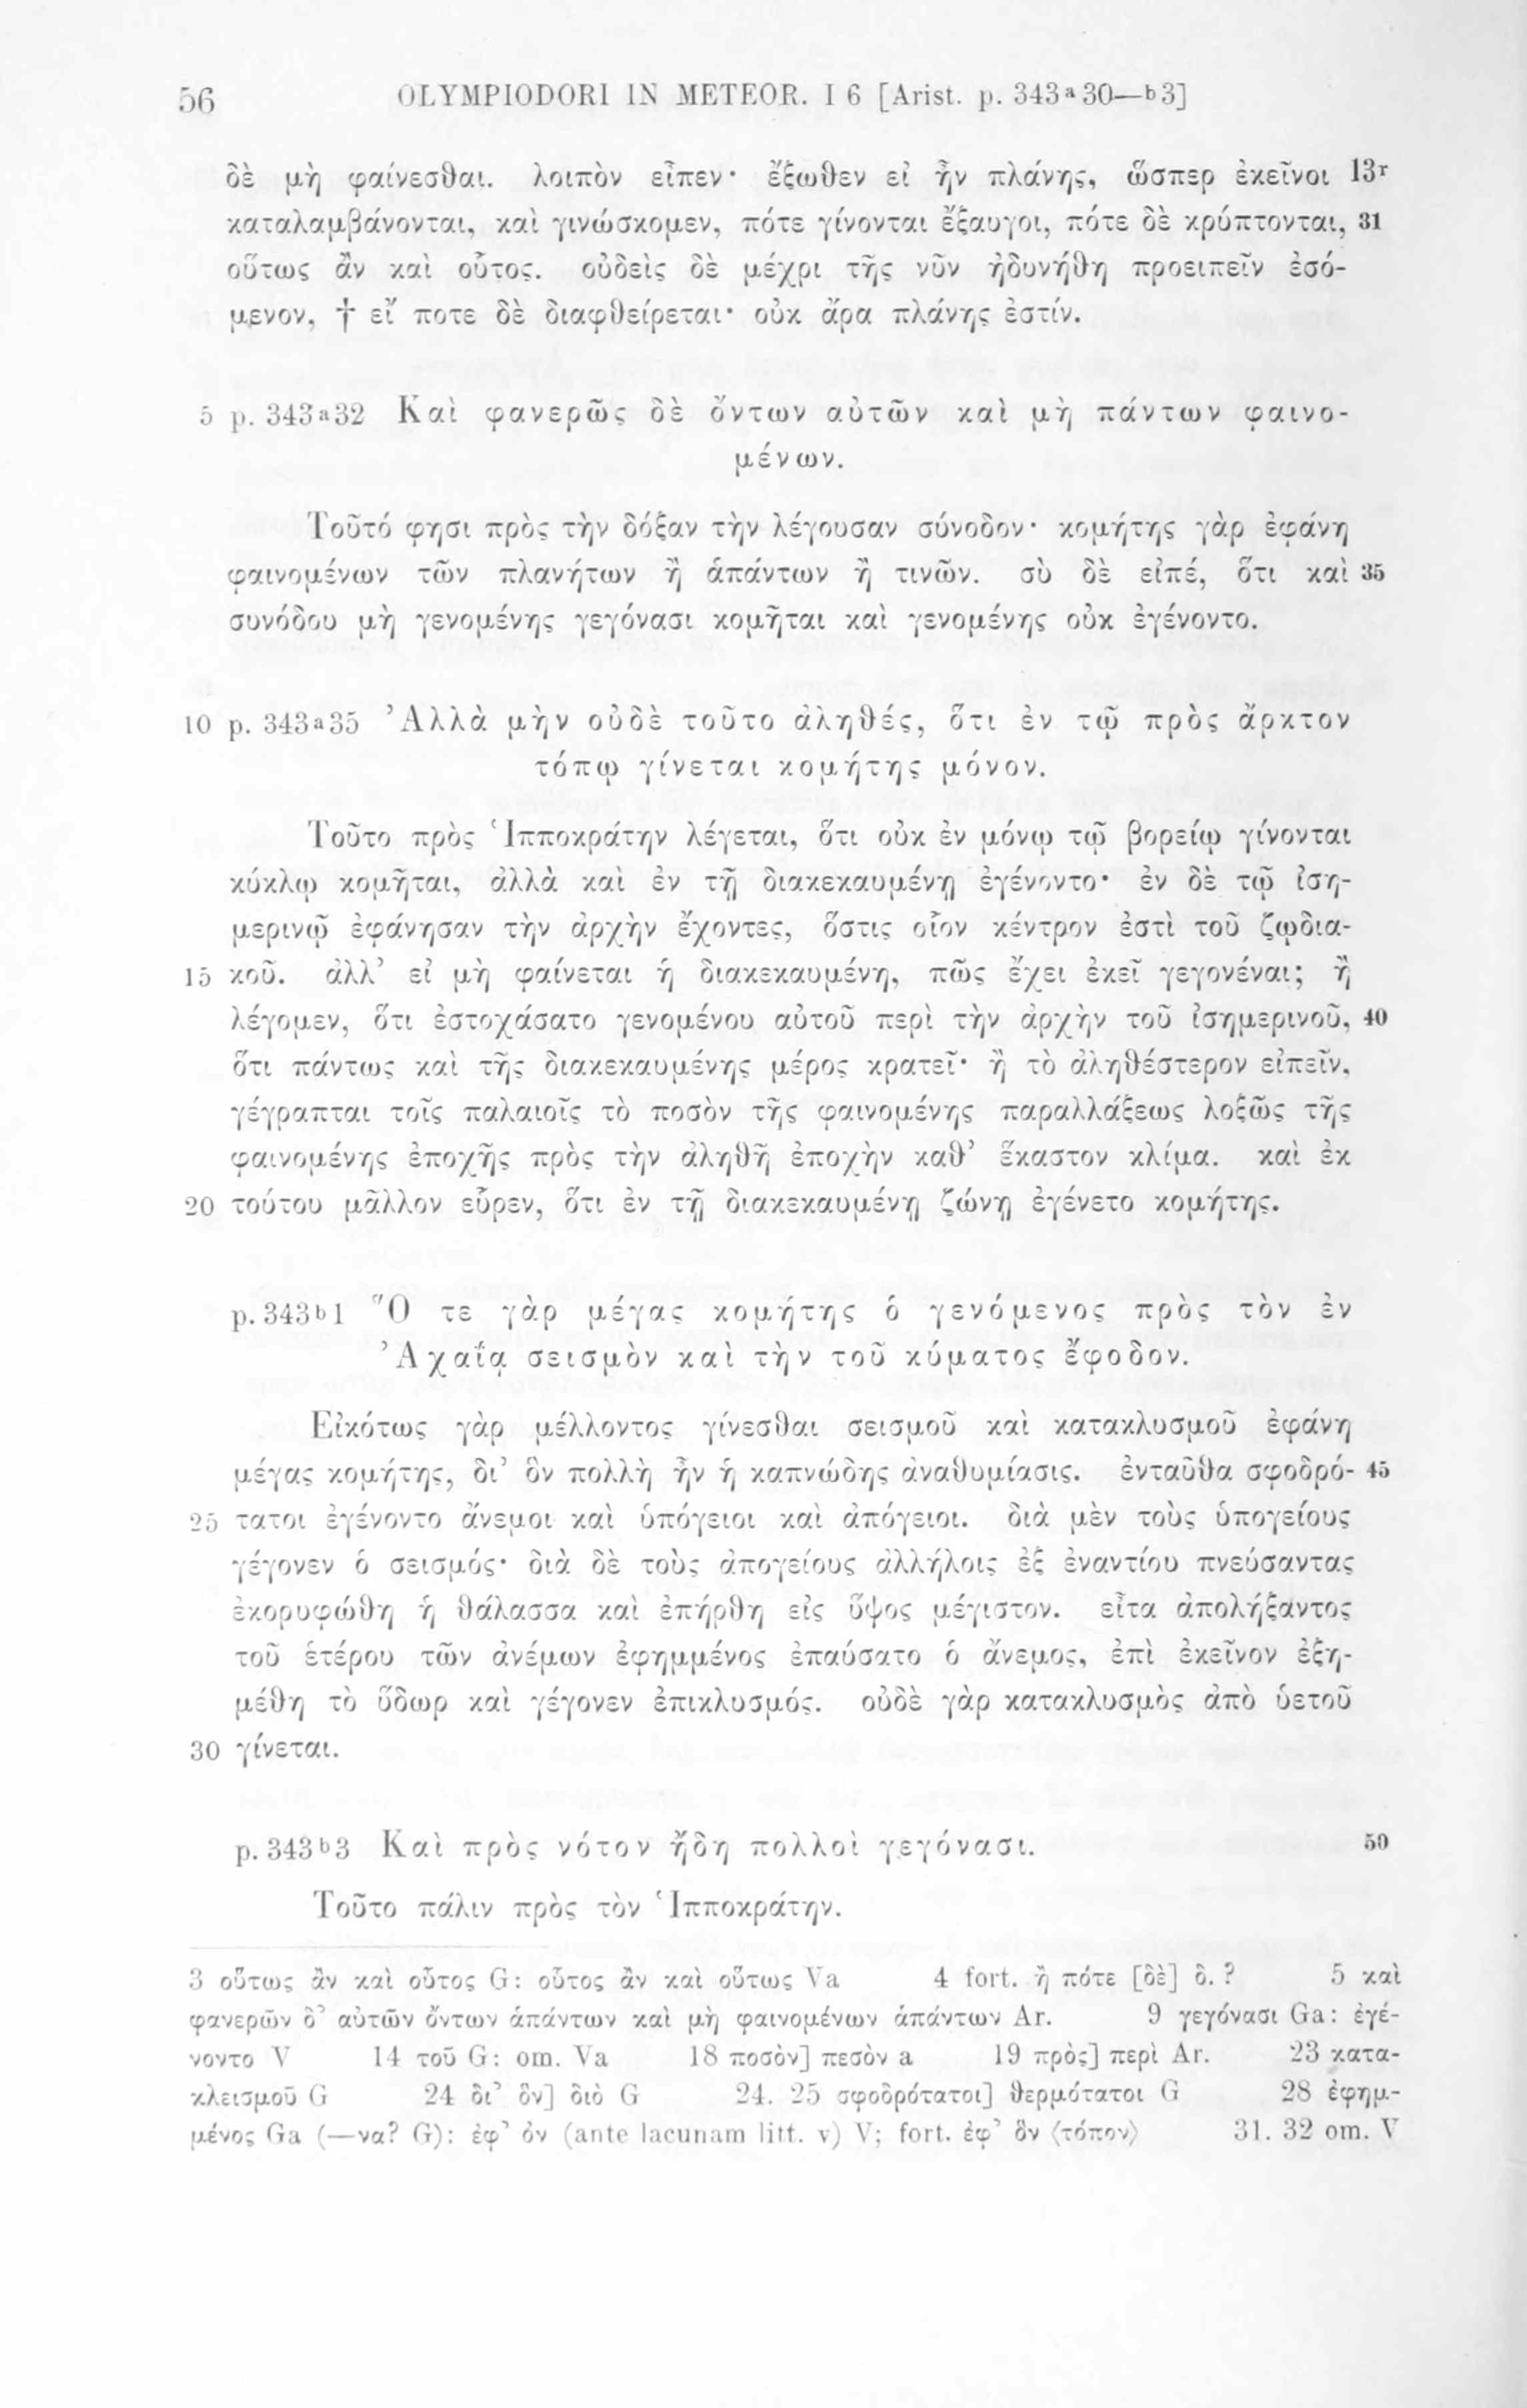 56 OLYMPIODORI IN METEOR. I 6 [Arist. p. 343ᵃ30—ᵇ3]
δὲ μὴ φαίνεσθαι. λοιπὸν εἶπεν· ἔξωθεν εἰ ἦν πλάνης, ὥσπερ ἐκεῖνοι 13ʳ
καταλαμβάνονται, καὶ γινώσκομεν, πότε γίνονται ἔξαυγοι, πότε δὲ κρύπτονται, 31
οὕτως ἂν καὶ οὗτος. οὐδεὶς δὲ μέχρι τῆς νῦν ἠδυνήθη προειπεῖν ἐσό-
μενον, † εἴ ποτε δὲ διαφθείρεται· οὐκ ἄρα πλάνης ἐστίν.
5 p. 343ᵃ32 Καὶ φανερῶς δὲ ὄντων αὐτῶν καὶ μὴ πάντων φαινο-
μένων.
Τοῦτό φησι πρὸς τὴν δόξαν τὴν λέγουσαν σύνοδον· κομήτης γὰρ ἐφάνη
φαινομένων τῶν πλανήτων ἢ ἁπάντων ἢ τινῶν. σὺ δὲ εἰπέ, ὅτι καὶ 35
συνόδου μὴ γενομένης γεγόνασι κομῆται καὶ γενομένης οὐκ ἐγένοντο.
10 p. 343ᵃ35 Ἀλλὰ μὴν οὐδὲ τοῦτο ἀληθές, ὅτι ἐν τῷ πρὸς ἄρκτον
τόπῳ γίνεται κομήτης μόνον.
Τοῦτο πρὸς Ἱπποκράτην λέγεται, ὅτι οὐκ ἐν μόνῳ τῷ βορείῳ γίνονται
κύκλῳ κομῆται, ἀλλὰ καὶ ἐν τῇ διακεκαυμένῃ ἐγένοντο· ἐν δὲ τῷ ἰση-
μερινῷ ἐφάνησαν τὴν ἀρχὴν ἔχοντες, ὅστις οἷον κέντρον ἐστὶ τοῦ ζῳδια-
15 κοῦ. ἀλλ’ εἰ μὴ φαίνεται ἡ διακεκαυμένη, πῶς ἔχει ἐκεῖ γεγονέναι; ἢ
λέγομεν, ὅτι ἐστοχάσατο γενομένου αὐτοῦ περὶ τὴν ἀρχὴν τοῦ ἰσημερινοῦ, 40
ὅτι πάντως καὶ τῆς διακεκαυμένης μέρος κρατεῖ· ἢ τὸ ἀληθέστερον εἰπεῖν,
γέγραπται τοῖς παλαιοῖς τὸ ποσὸν τῆς φαινομένης παραλλάξεως λοξῶς τῆς
φαινομένης ἐποχῆς πρὸς τὴν ἀληθῆ ἐποχὴν καθ’ ἕκαστον κλίμα. καὶ ἐκ
20 τούτου μᾶλλον εὗρεν, ὅτι ἐν τῇ διακεκαυμένῃ ζώνῃ ἐγένετο κομήτης.
p. 343ᵇ1 Ὅ τε γὰρ μέγας κομήτης ὁ γενόμενος πρὸς τὸν ἐν
Ἀχαΐᾳ σεισμὸν καὶ τὴν τοῦ κύματος ἔφοδον.
Εἰκότως γὰρ μέλλοντος γίνεσθαι σεισμοῦ καὶ κατακλυσμοῦ ἐφάνη
μέγας κομήτης, δι’ ὃν πολλὴ ἦν ἡ καπνώδης ἀναθυμίασις. ἐνταῦθα σφοδρό- 45
25 τατοι ἐγένοντο ἄνεμοι καὶ ὑπόγειοι καὶ ἀπόγειοι. διὰ μὲν τοὺς ὑπογείους
γέγονεν ὁ σεισμός· διὰ δὲ τοὺς ἀπογείους ἀλλήλοις ἐξ ἐναντίου πνεύσαντας
ἐκορυφώθη ἡ θάλασσα καὶ ἐπήρθη εἰς ὕψος μέγιστον. εἶτα ἀπολήξαντος
τοῦ ἑτέρου τῶν ἀνέμων ἐφημμένος ἐπαύσατο ὁ ἄνεμος, ἐπὶ ἐκεῖνον ἐξη-
μέθη τὸ ὕδωρ καὶ γέγονεν ἐπικλυσμός. οὐδὲ γὰρ κατακλυσμὸς ἀπὸ ὑετοῦ
30 γίνεται.
p. 343ᵇ3 Καὶ πρὸς νότον ἤδη πολλοὶ γεγόνασι. 50
Τοῦτο πάλιν πρὸς τὸν Ἱπποκράτην.
3 οὕτως ἂν καὶ οὗτος G: οὗτος ἂν καὶ οὕτως Va 4 fort. ἢ πότε [δὲ] δ. ? 5 καὶ
φανερῶν δ’ αὐτῶν ὄντων ἁπάντων καὶ μὴ φαινομένων ἁπάντων Ar. 9 γεγόνασι Ga: ἐγέ-
νοντο V 14 τοῦ G: om. Va 18 ποσὸν] πεσὸν a 19 πρὸς] περὶ Ar. 23 κατα-
κλεισμοῦ G 24 δι’ ὃν] διὸ G 24. 25 σφοδρότατοι] θερμότατοι G 28 ἐφημ-
μένος Ga (—να? G): ἐφ’ ὁν (ante lacunam litt. v) V; fort. ἐφ’ ὃν ⟨τόπον⟩ 31. 32 om. V